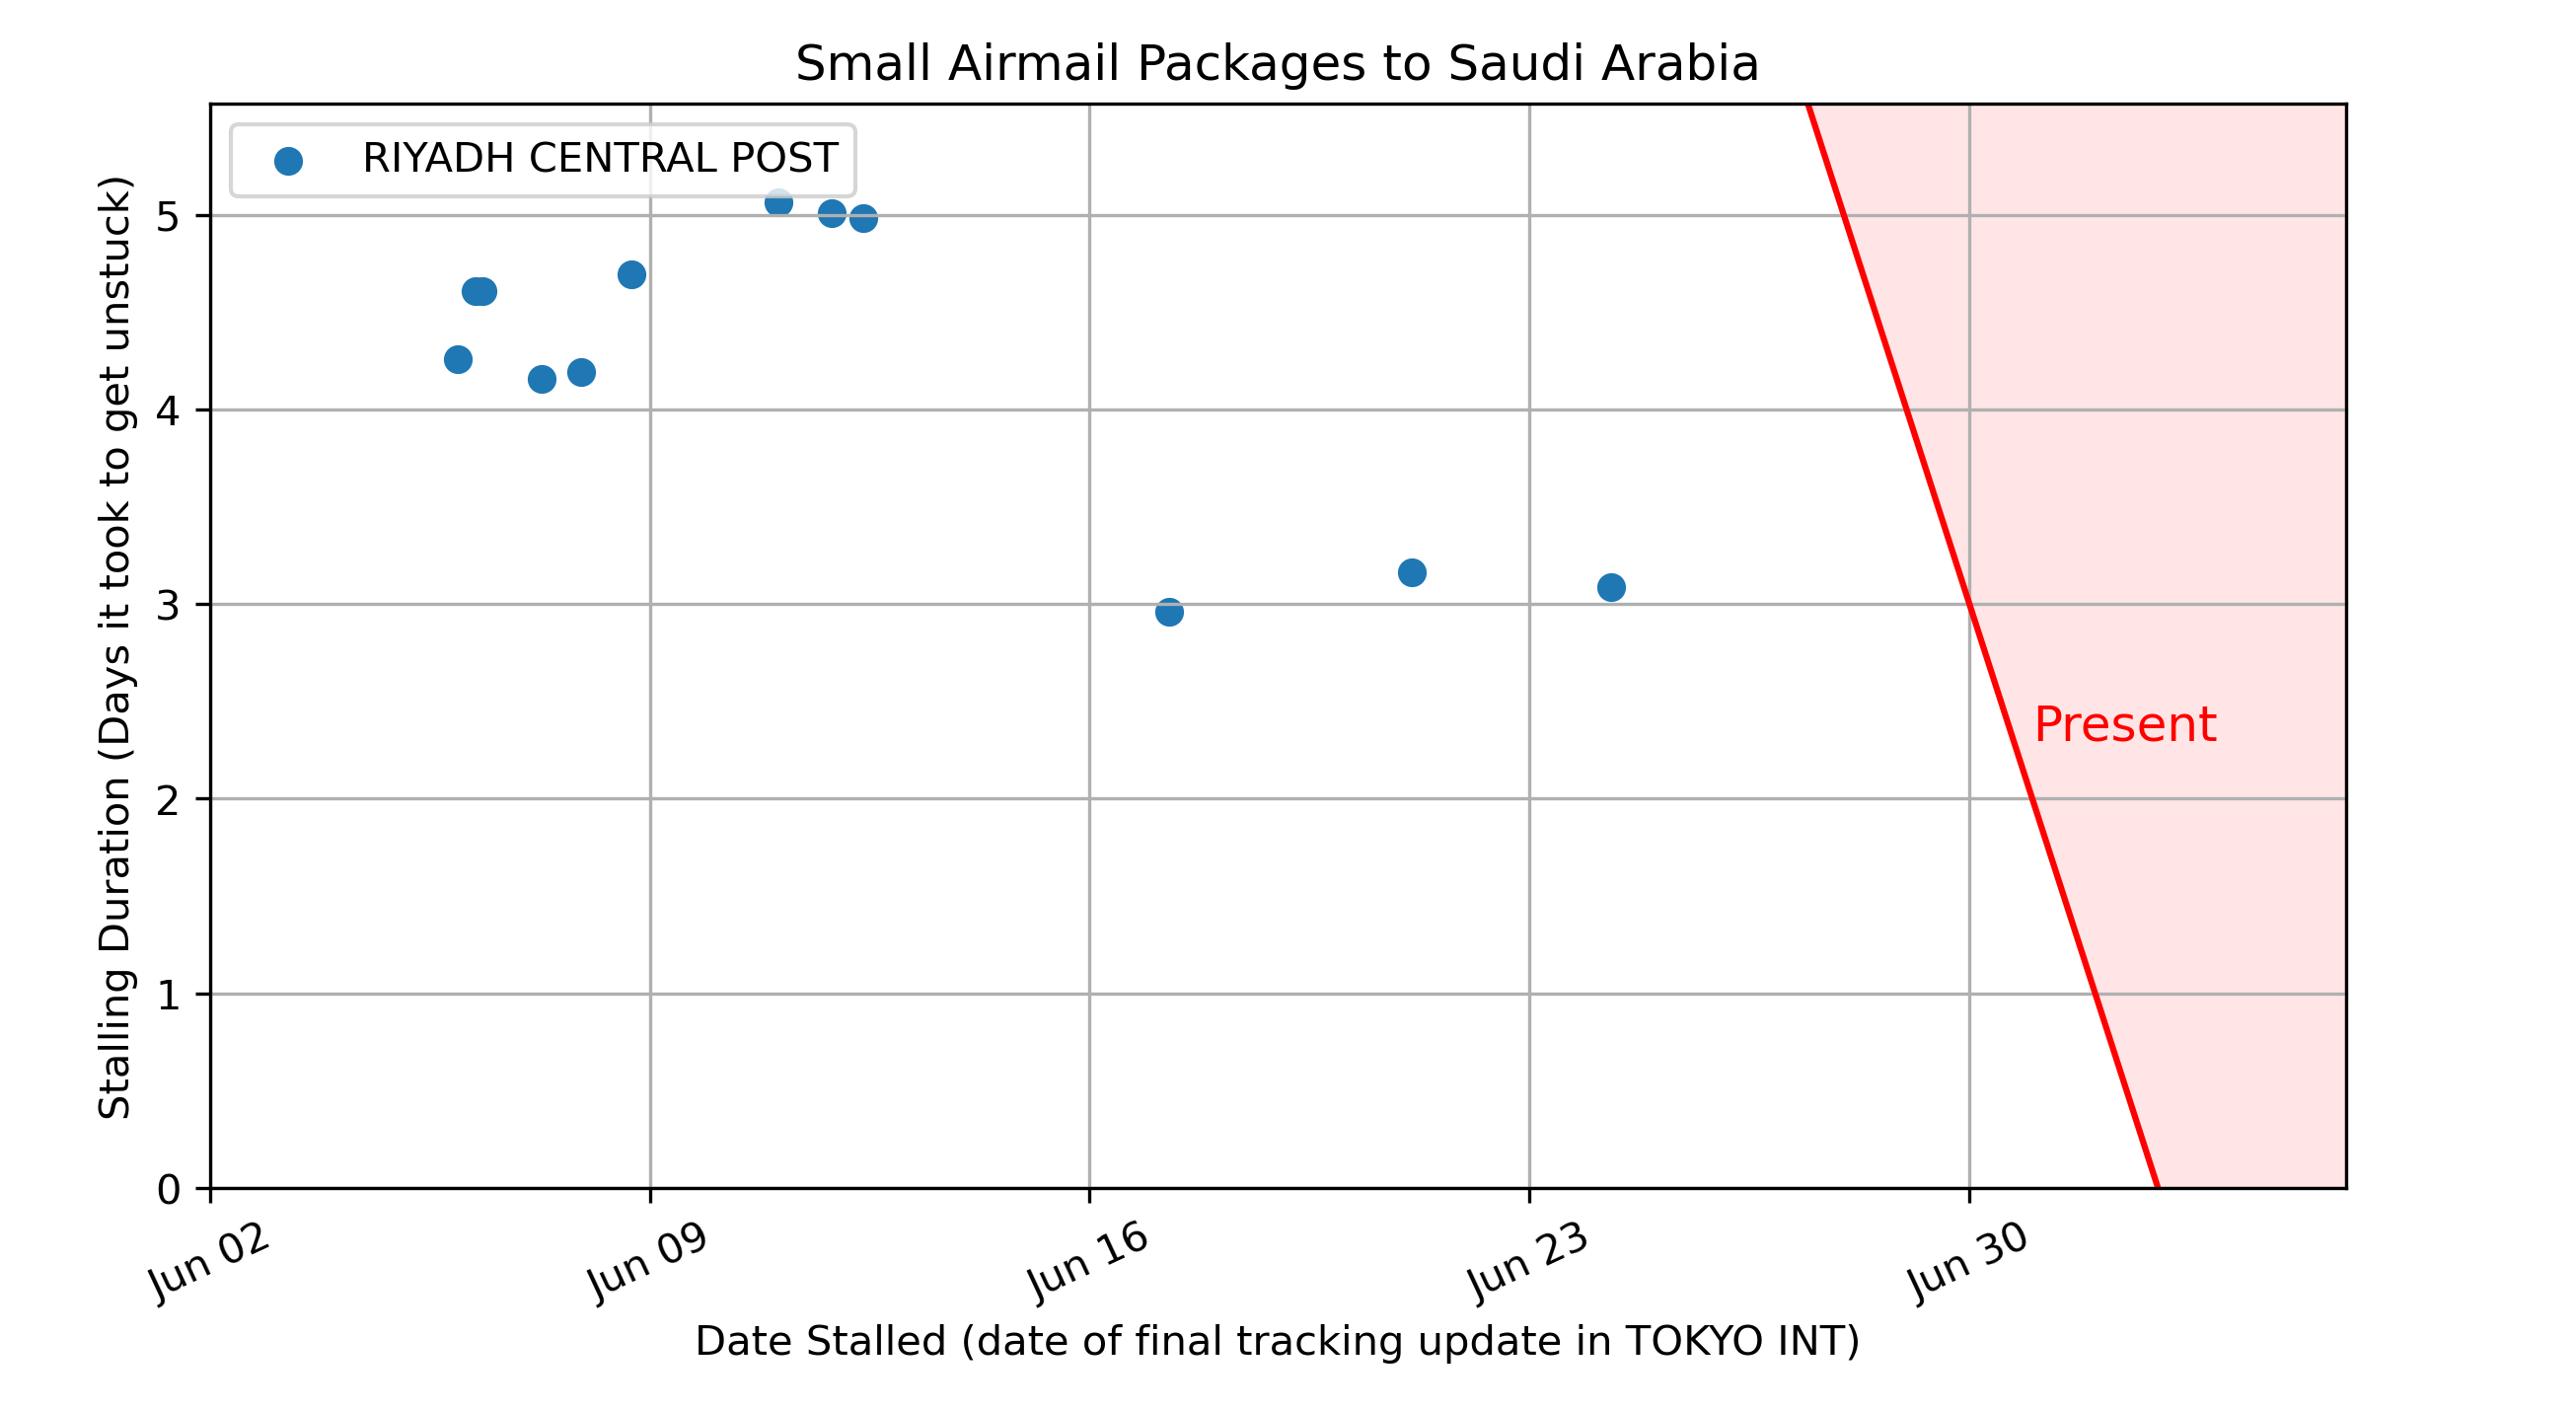 Small Airmail Packages to Saudi Arabia
RIYADH CENTRAL POST
Stalling Duration (Days it took to get unstuck)
5
4
3
2
1
0
Present
Jun 02
Jun 09
Jun 16
Jun 23
Jun 30
Date Stalled (date of final tracking update in TOKYO INT)